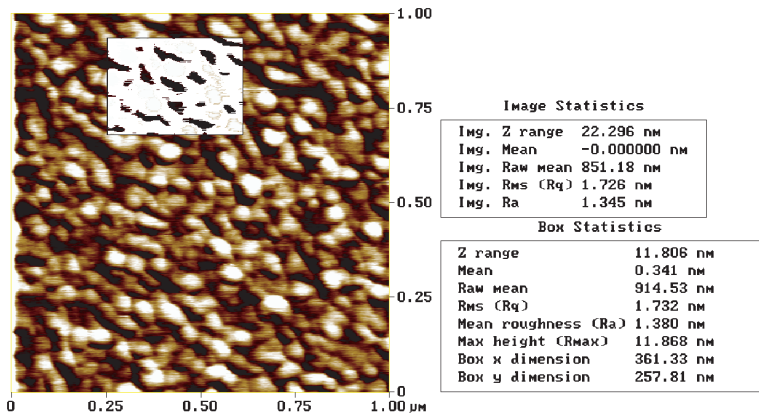 1.00
0.75
0.50
0.25
0
0 0.25 0.50 0.75 1.00 µM
Image Statistics
Img. Z range 22.296 nM
Img. Mean -0.000000 nM
Img. Raw mean 851.18 nM
Img. Rms (Rq) 1.726 nM
Img. Ra 1.345 nM
Box Statistics
Z range 11.806 nM
Mean 0.341 nM
Raw mean 914.53 nM
Rms (Rq) 1.732 nM
Mean roughness (Ra) 1.380 nM
Max height (Rmax) 11.868 nM
Box x dimension 361.33 nM
Box y dimension 257.81 nM